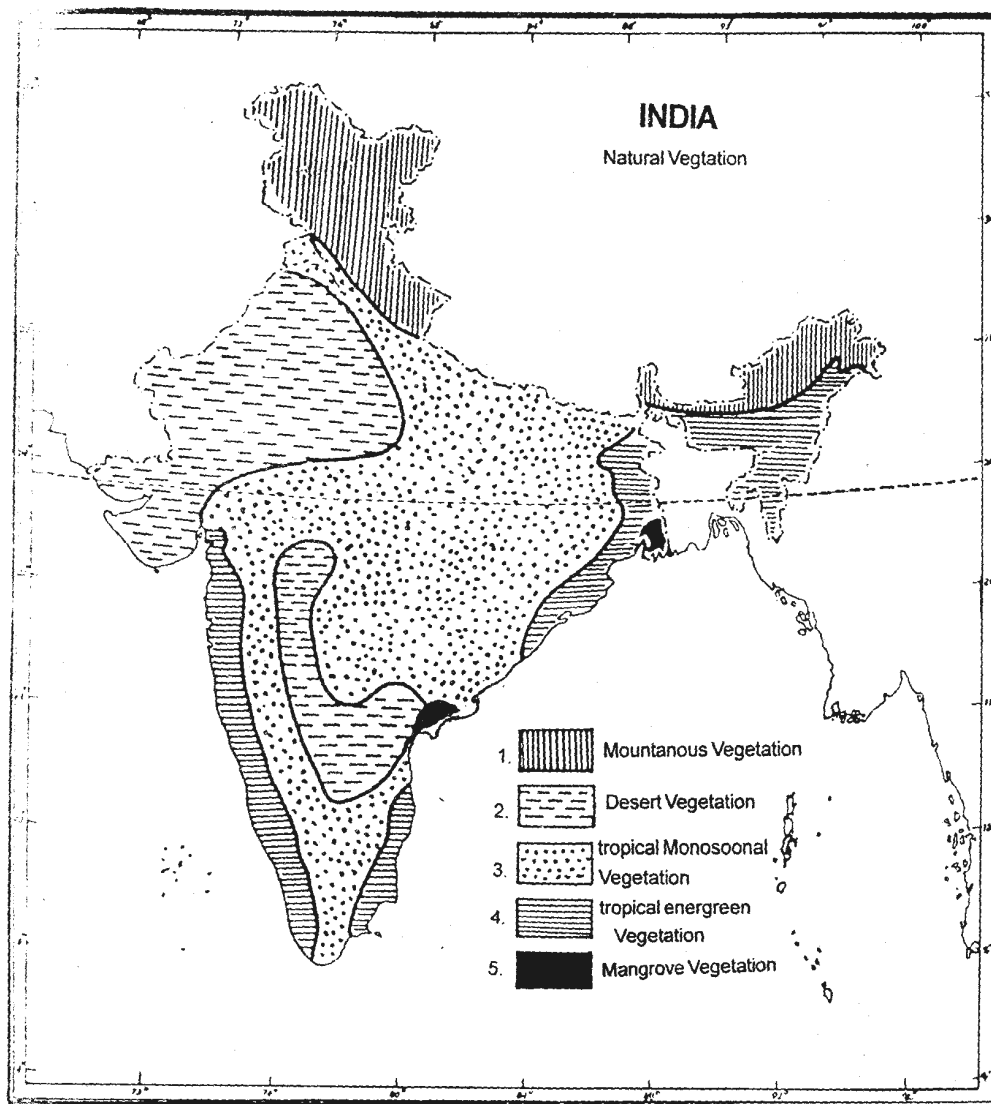 INDIA
Natural Vegtation
1. Mountanous Vegetation
2. Desert Vegetation
3. tropical Monosoonal
Vegetation
4. tropical energreen
Vegetation
5. Mangrove Vegetation